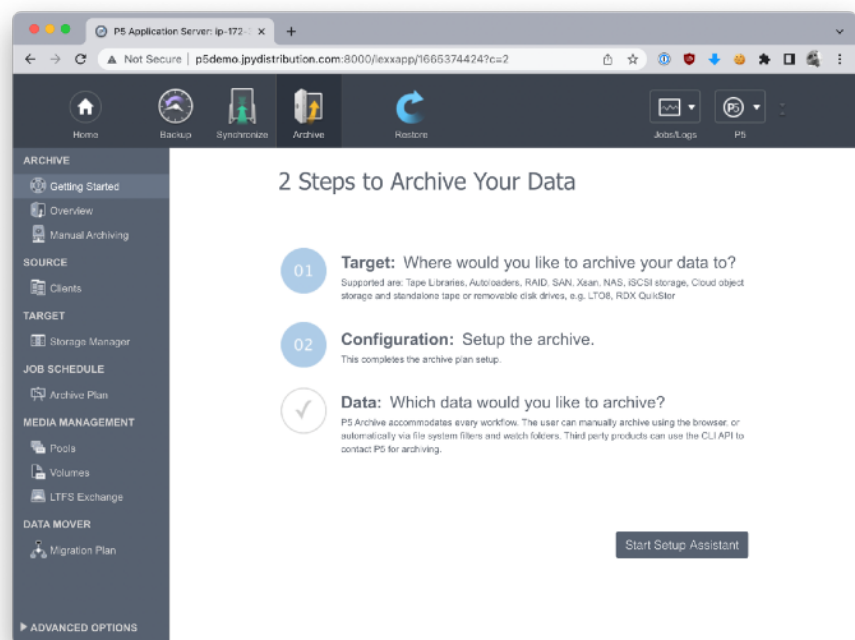 P5 Application Server: ip-172-
Not Secure
p5demo.jpydistribution.com:8000/lexxapp/1665374424?c=2
Home
Backup
Synchronize
Archive
Restore
Jobs/Logs
P5
P5
ARCHIVE
Getting Started
Overview
Manual Archiving
SOURCE
Clients
TARGET
Storage Manager
JOB SCHEDULE
Archive Plan
MEDIA MANAGEMENT
Pools
Volumes
LTFS Exchange
DATA MOVER
Migration Plan
ADVANCED OPTIONS
2 Steps to Archive Your Data
01
Target: Where would you like to archive your data to?
Supported are: Tape Libraries, Autoloaders, RAID, SAN, Xsan, NAS, iSCSI storage, Cloud object
storage and standalone tape or removable disk drives, e.g. LTO8, RDX QuikStor
02
Configuration: Setup the archive.
This completes the archive plan setup.
Data: Which data would you like to archive?
P5 Archive accommodates every workflow. The user can manually archive using the browser, or
automatically via file system filters and watch folders. Third party products can use the CLI API to
contact P5 for archiving.
Start Setup Assistant